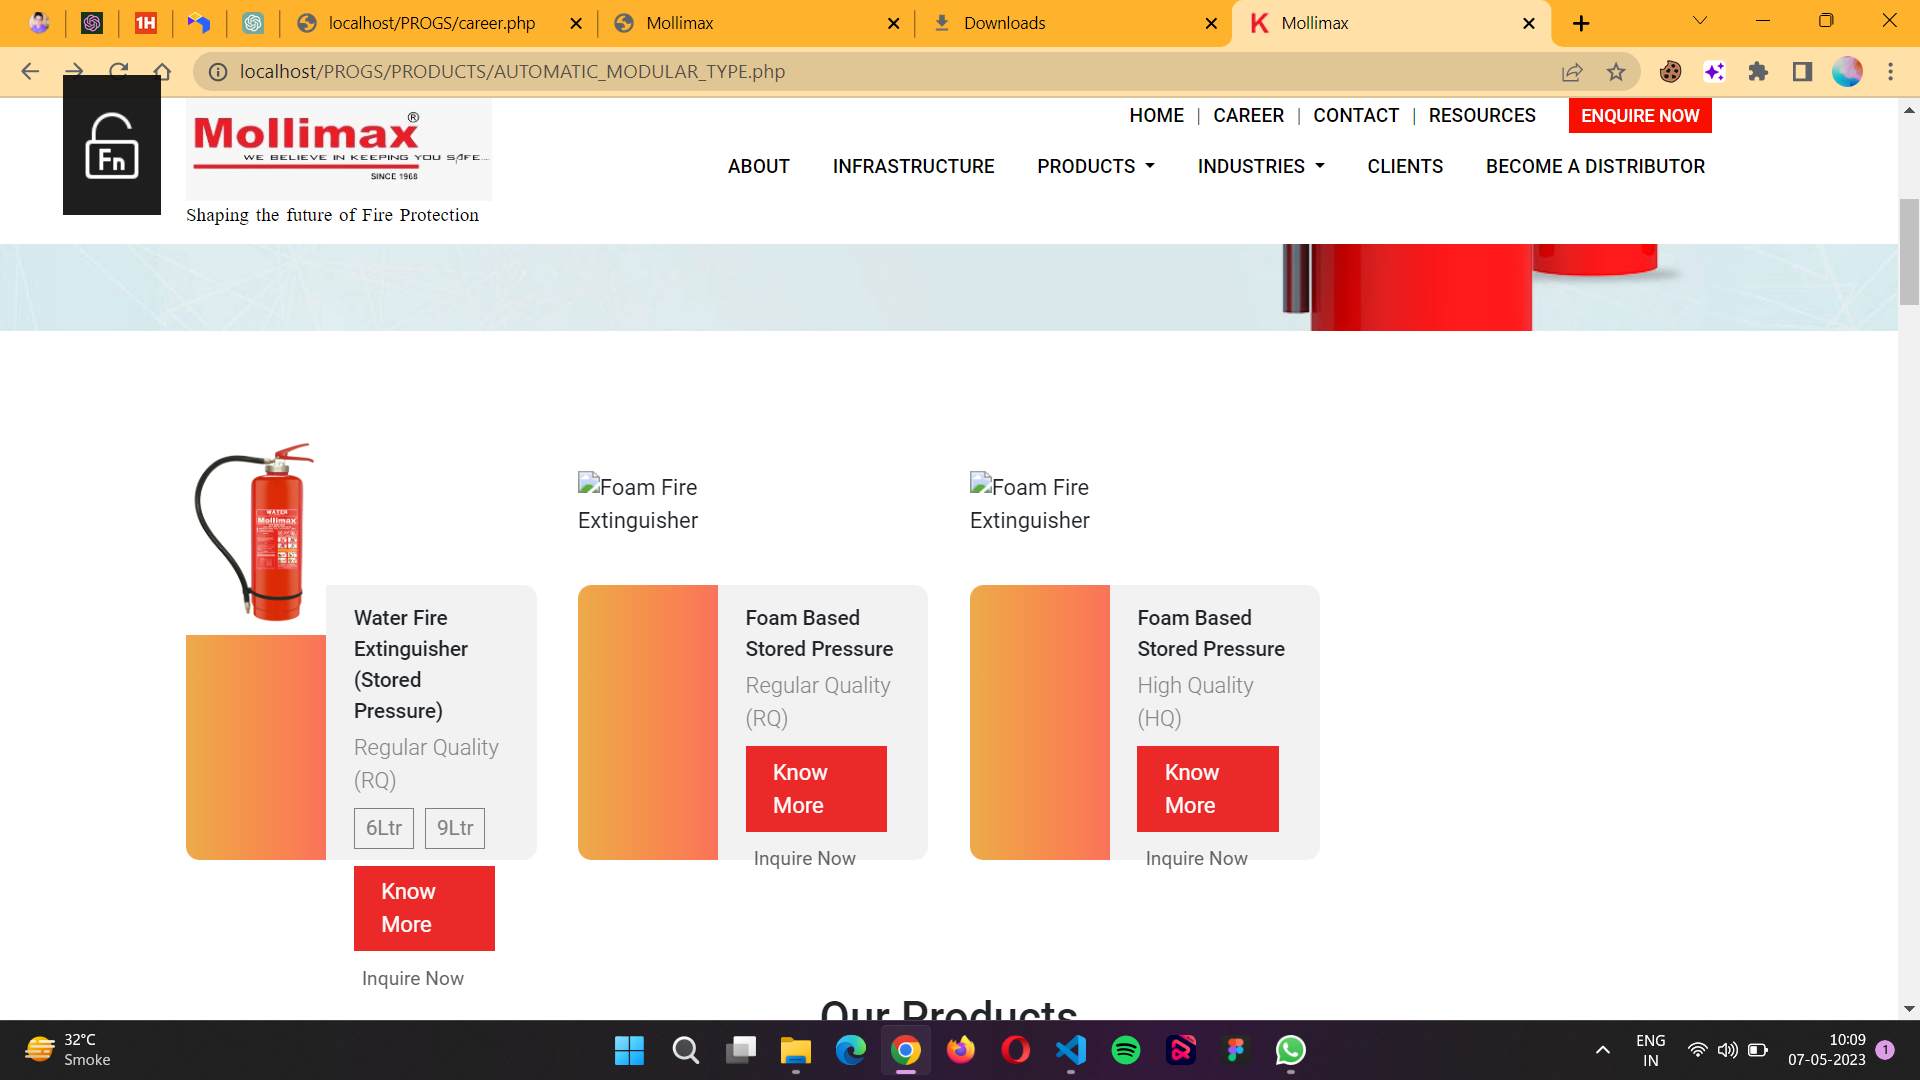 1H
localhost/PROGS/career.php
Mollimax
Downloads
K Mollimax
localhost/PROGS/PRODUCTS/AUTOMATIC_MODULAR_TYPE.php
Fn
Mollimax®
WE BELIEVE IN KEEPING YOU SAFE....
SINCE 1968
Shaping the future of Fire Protection
HOME | CAREER | CONTACT | RESOURCES
ENQUIRE NOW
ABOUT INFRASTRUCTURE PRODUCTS INDUSTRIES CLIENTS BECOME A DISTRIBUTOR
WATER
Mollimax
Water Fire
Extinguisher
(Stored
Pressure)
Regular Quality
(RQ)
6Ltr 9Ltr
Know
More
Inquire Now
Foam Fire
Extinguisher
Foam Based
Stored Pressure
Regular Quality
(RQ)
Know
More
Inquire Now
Foam Fire
Extinguisher
Foam Based
Stored Pressure
High Quality
(HQ)
Know
More
Inquire Now
Our Products
32°C
Smoke
ENG
IN
10:09
07-05-2023
1